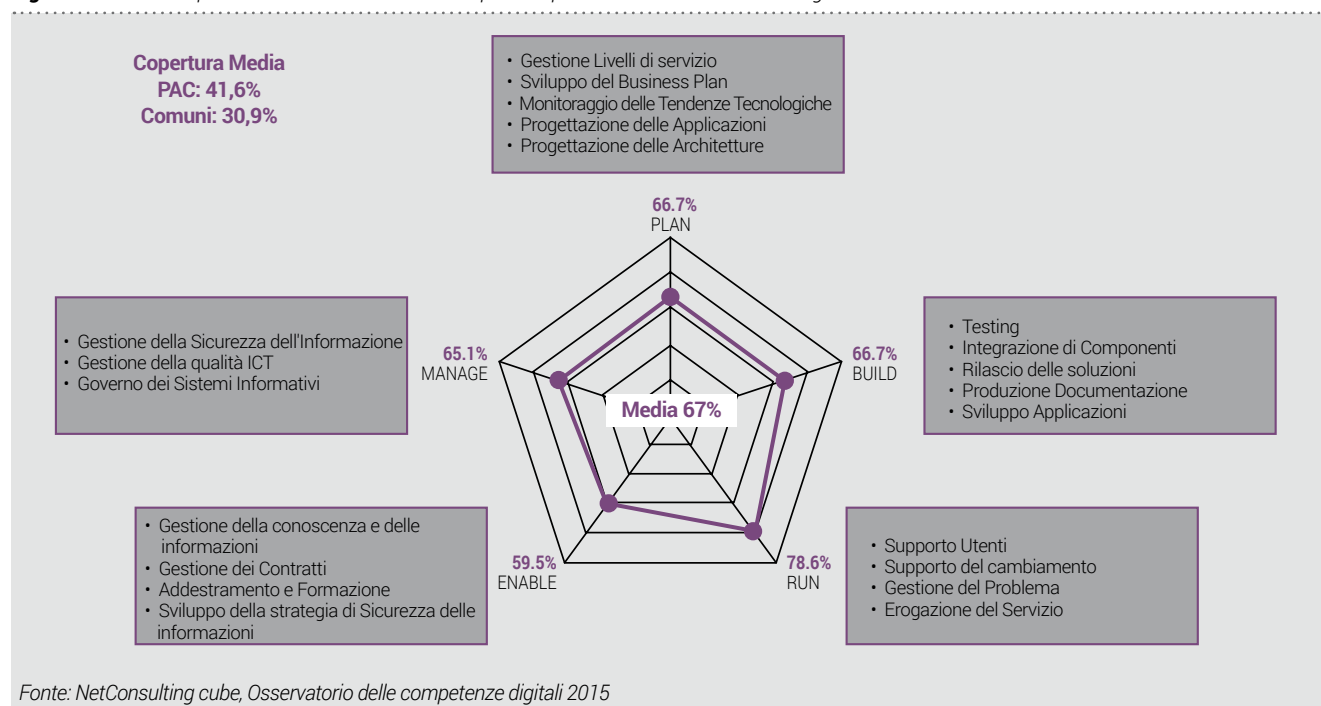 Copertura Media
PAC: 41,6%
Comuni: 30,9%
• Gestione Livelli di servizio
• Sviluppo del Business Plan
• Monitoraggio delle Tendenze Tecnologiche
• Progettazione delle Applicazioni
• Progettazione delle Architetture
66.7%
PLAN
• Gestione della Sicurezza dell'Informazione
• Gestione della qualità ICT
• Governo dei Sistemi Informativi
65.1%
MANAGE
Media 67%
66.7%
BUILD
• Testing
• Integrazione di Componenti
• Rilascio delle soluzioni
• Produzione Documentazione
• Sviluppo Applicazioni
• Gestione della conoscenza e delle
informazioni
• Gestione dei Contratti
• Addestramento e Formazione
• Sviluppo della strategia di Sicurezza delle
informazioni
59.5%
ENABLE
78.6%
RUN
• Supporto Utenti
• Supporto del cambiamento
• Gestione del Problema
• Erogazione del Servizio
Fonte: NetConsulting cube, Osservatorio delle competenze digitali 2015